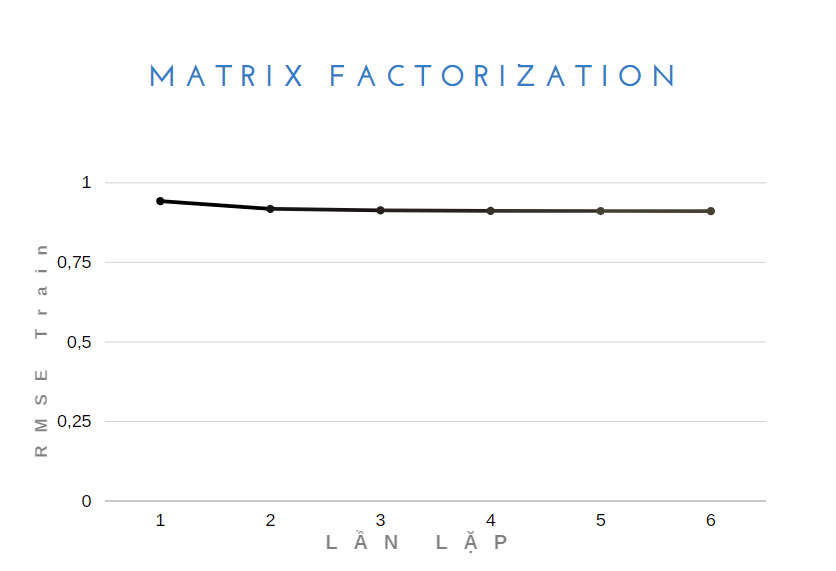 MATRIX FACTORIZATION
1
0,75
0,5
0,25
0
RMSE Train
1 2 3 4 5 6
LẦN LẶP